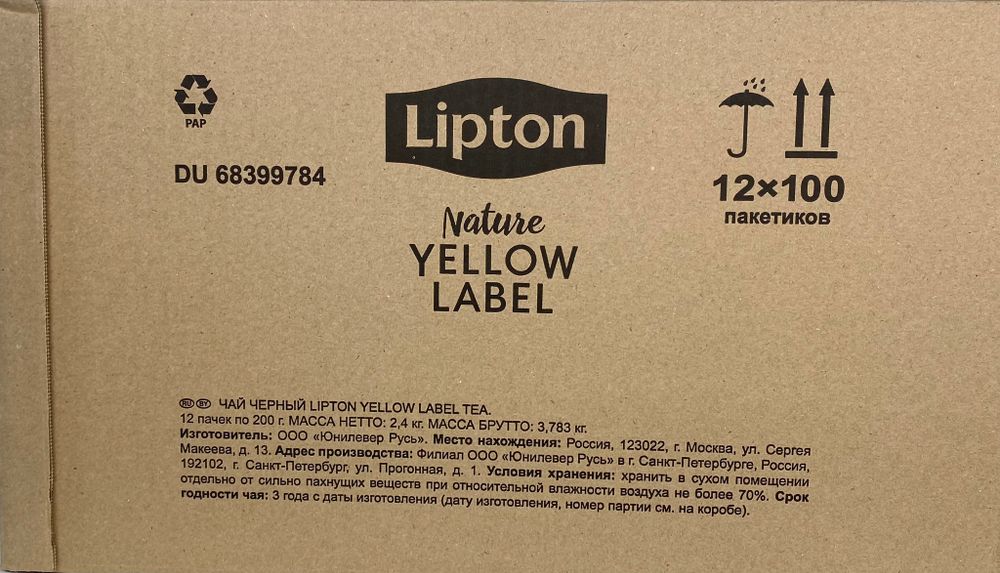 PAP
DU 68399784
Lipton
Nature
YELLOW
LABEL
12×100
пакетиков
RU BY ЧАЙ ЧЕРНЫЙ LIPTON YELLOW LABEL TEA.
12 пачек по 200 г. МАССА НЕТТО: 2,4 кг. МАССА БРУТТО: 3,783 кг.
Изготовитель: ООО «Юнилевер Русь». Место нахождения: Россия, 123022, г. Москва, ул. Сергея
Макеева, д. 13. Адрес производства: Филиал ООО «Юнилевер Русь» в г. Санкт-Петербурге, Россия,
192102, г. Санкт-Петербург, ул. Прогонная, д. 1. Условия хранения: хранить в сухом помещении
отдельно от сильно пахнущих веществ при относительной влажности воздуха не более 70%. Срок
годности чая: 3 года с даты изготовления (дату изготовления, номер партии см. на коробе).